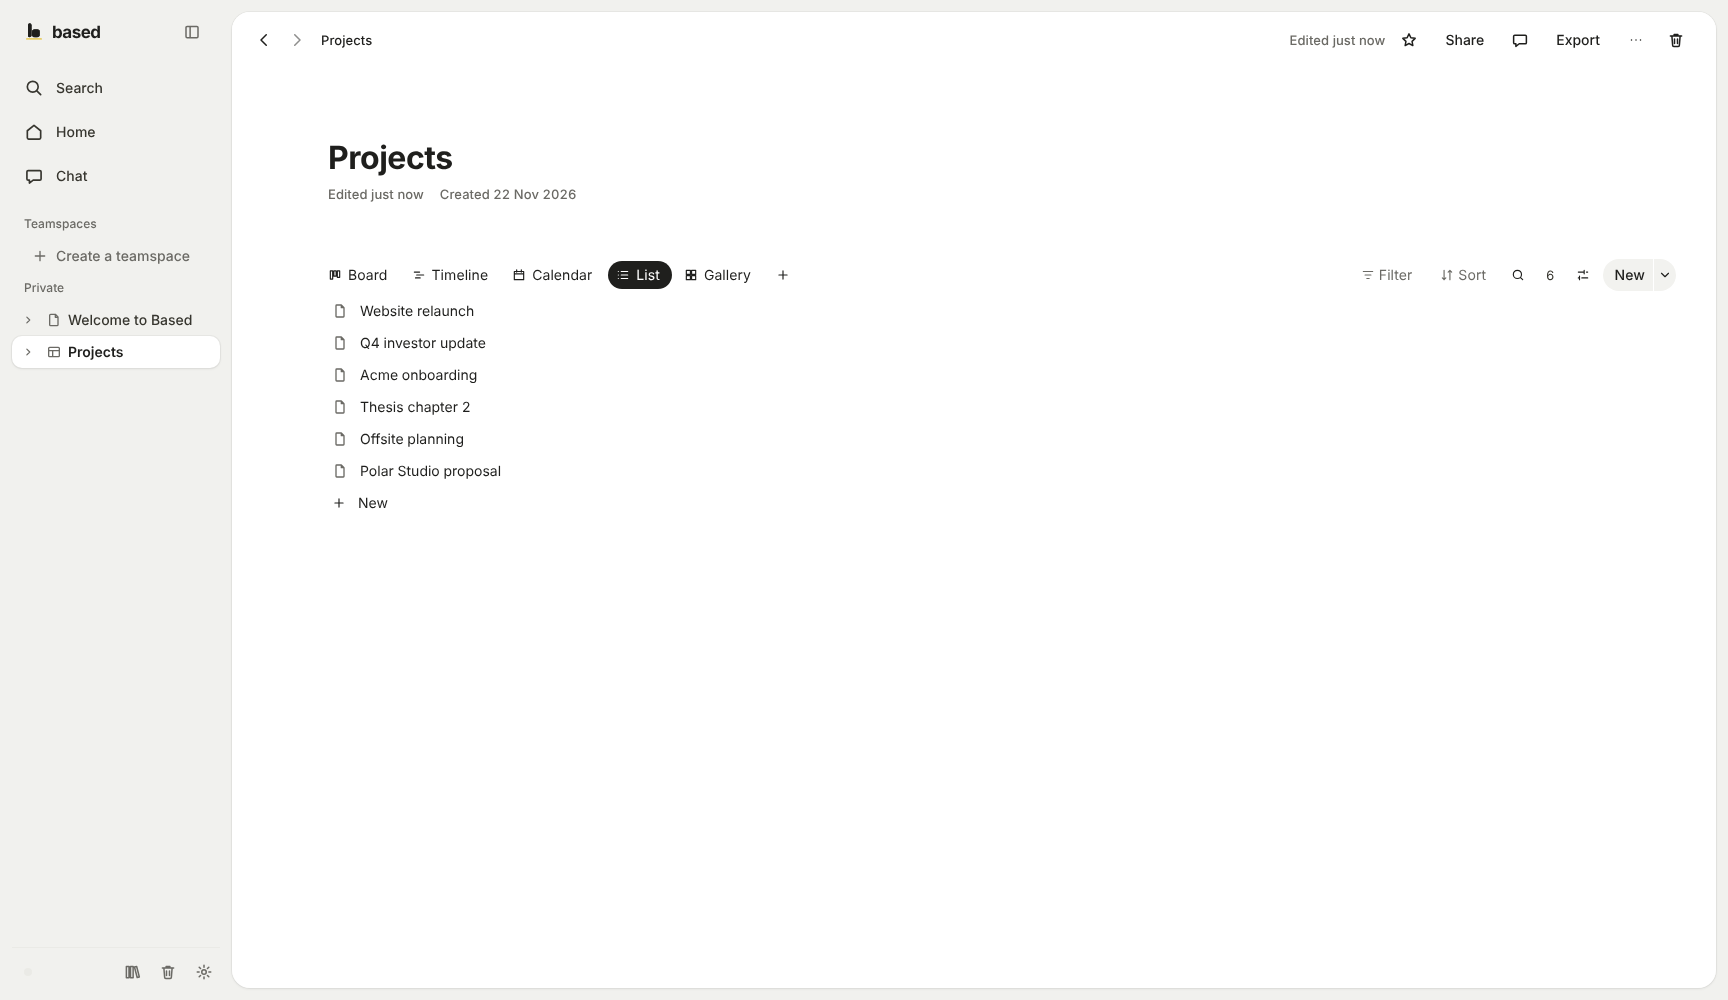 based
Search
Home
Chat
Teamspaces
Create a teamspace
Private
Welcome to Based
Projects
Projects
Edited just now Share Export ...
Projects
Edited just now Created 22 Nov 2026
Board Timeline Calendar List Gallery
Filter Sort 6 New
Website relaunch
Q4 investor update
Acme onboarding
Thesis chapter 2
Offsite planning
Polar Studio proposal
New